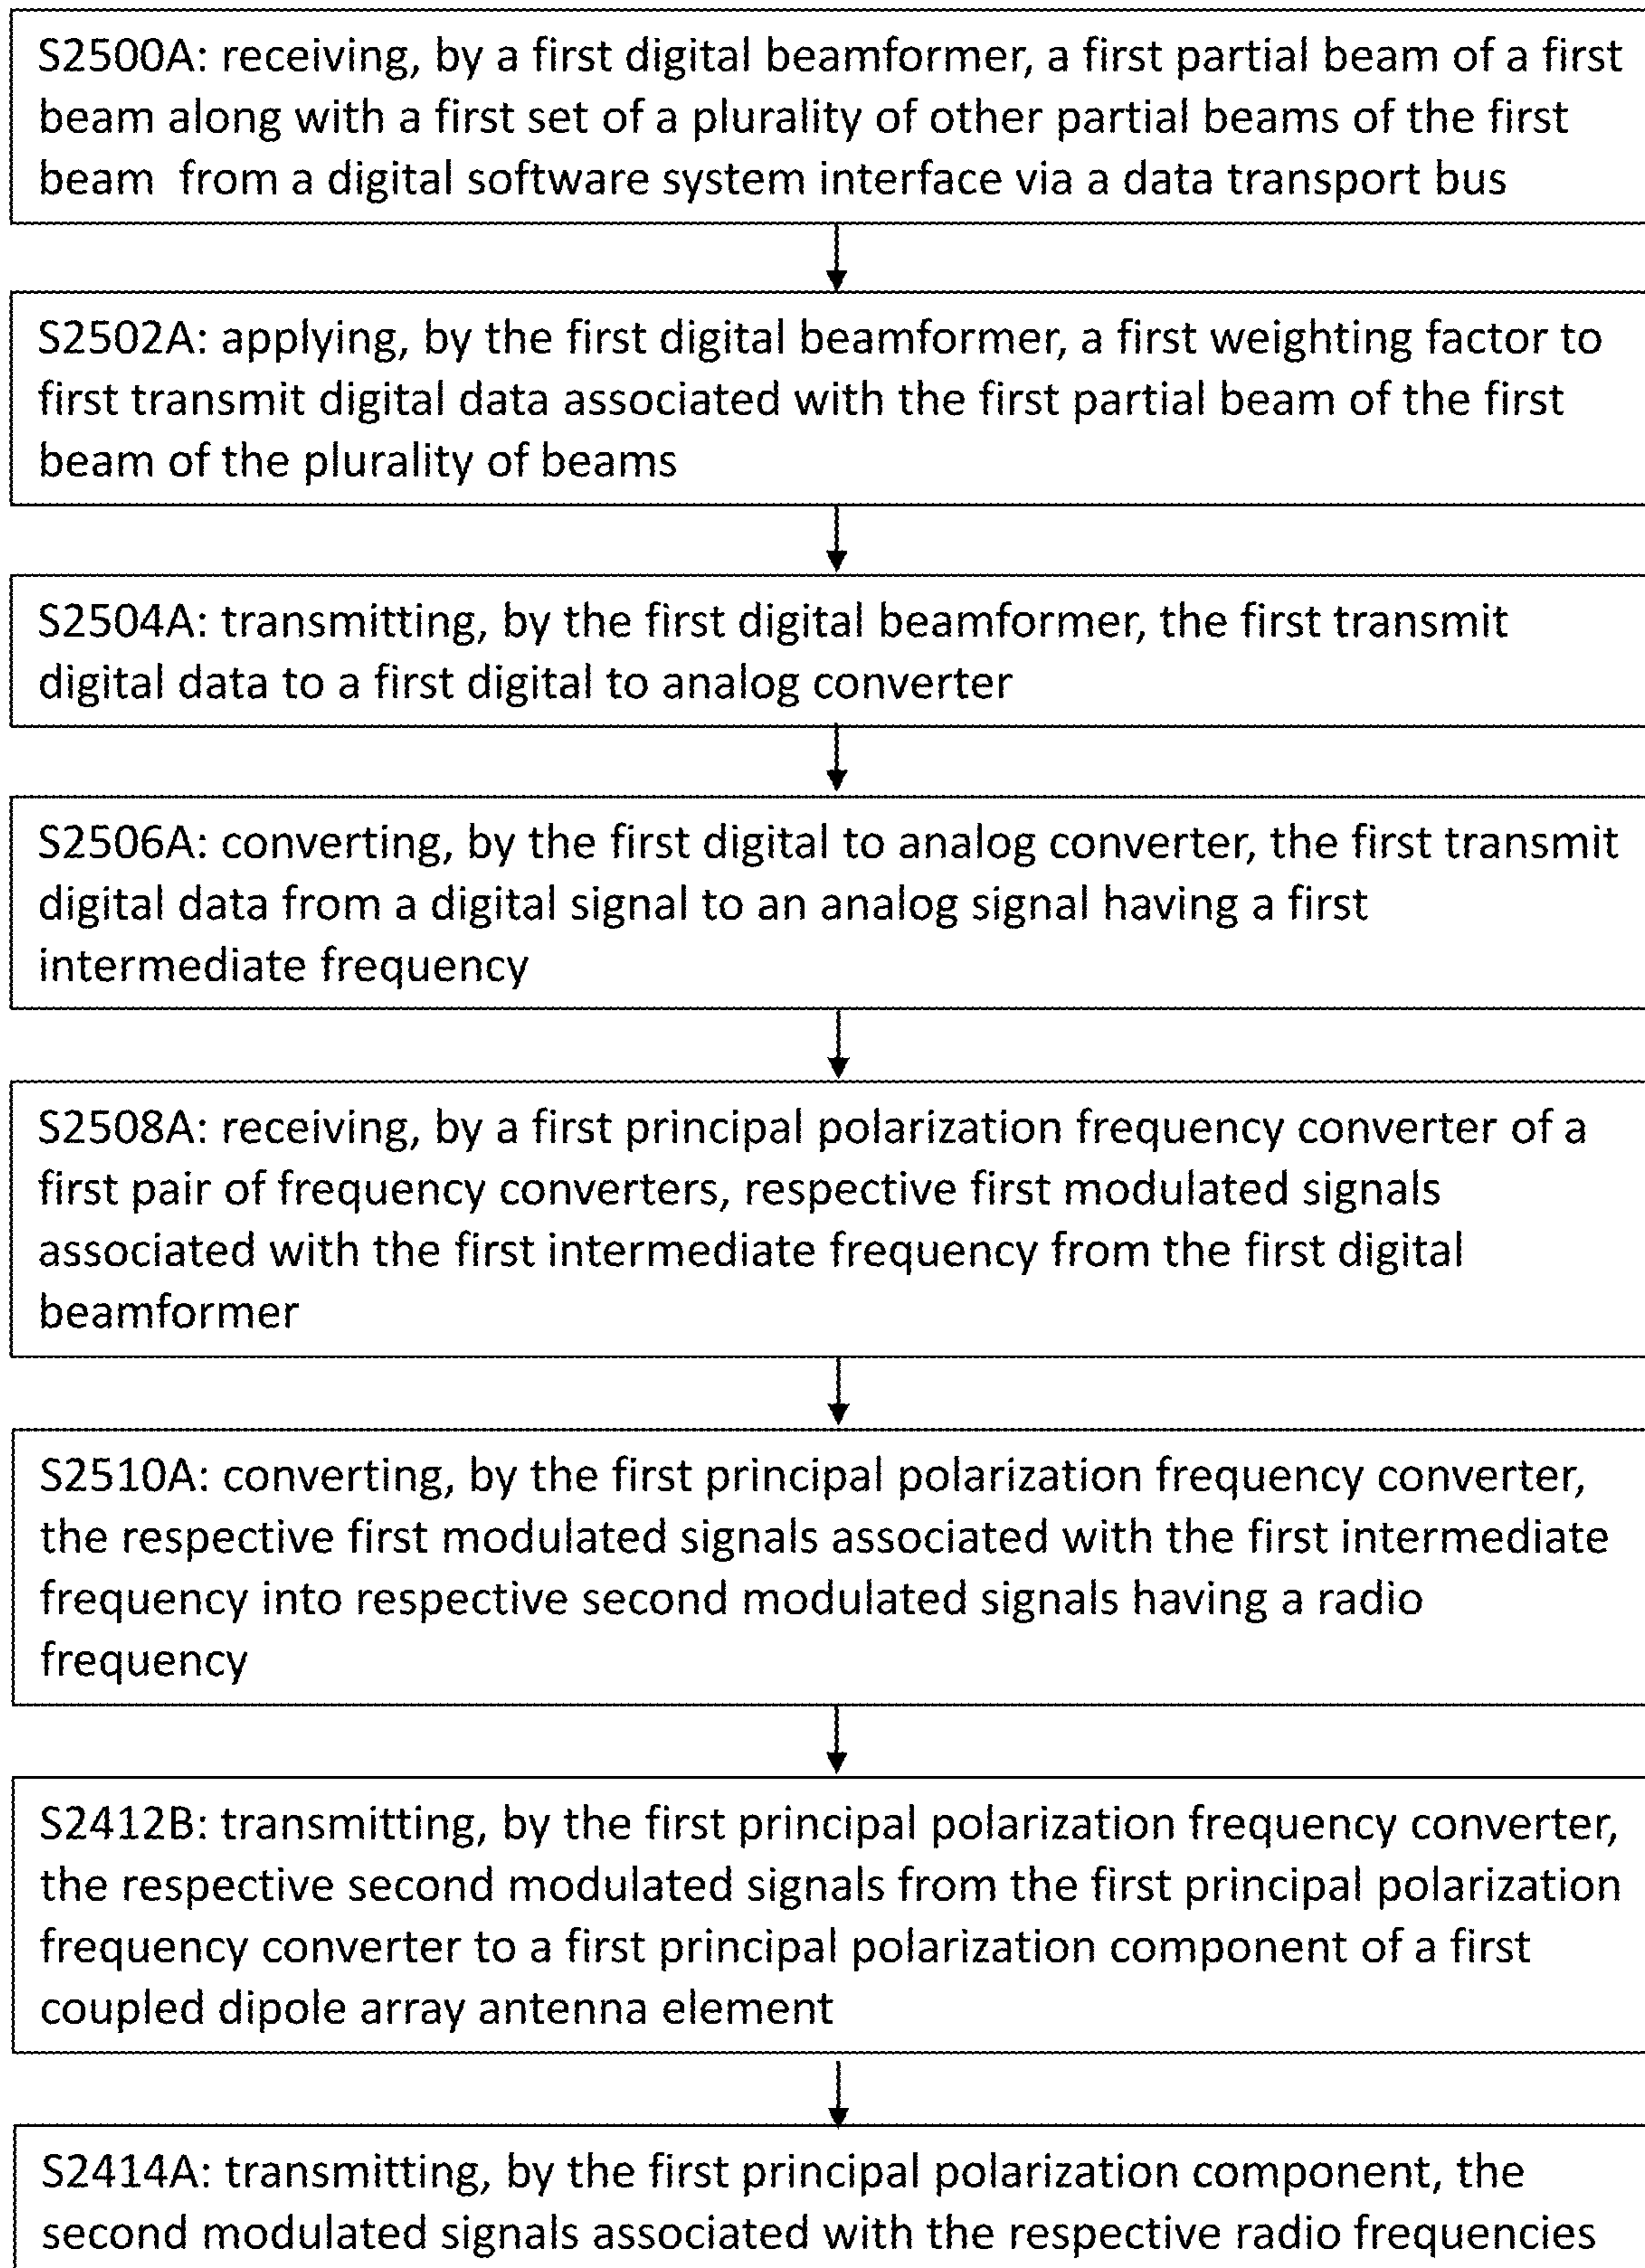 S2500A: receiving, by a first digital beamformer, a first partial beam of a first
beam along with a first set of a plurality of other partial beams of the first
beam  from a digital software system interface via a data transport bus
S2502A: applying, by the first digital beamformer, a first weighting factor to
first transmit digital data associated with the first partial beam of the first
beam of the plurality of beams
S2504A: transmitting, by the first digital beamformer, the first transmit
digital data to a first digital to analog converter
S2506A: converting, by the first digital to analog converter, the first transmit
digital data from a digital signal to an analog signal having a first
intermediate frequency
S2508A: receiving, by a first principal polarization frequency converter of a
first pair of frequency converters, respective first modulated signals
associated with the first intermediate frequency from the first digital
beamformer
S2510A: converting, by the first principal polarization frequency converter,
the respective first modulated signals associated with the first intermediate
frequency into respective second modulated signals having a radio
frequency
S2412B: transmitting, by the first principal polarization frequency converter,
the respective second modulated signals from the first principal polarization
frequency converter to a first principal polarization component of a first
coupled dipole array antenna element
S2414A: transmitting, by the first principal polarization component, the
second modulated signals associated with the respective radio frequencies